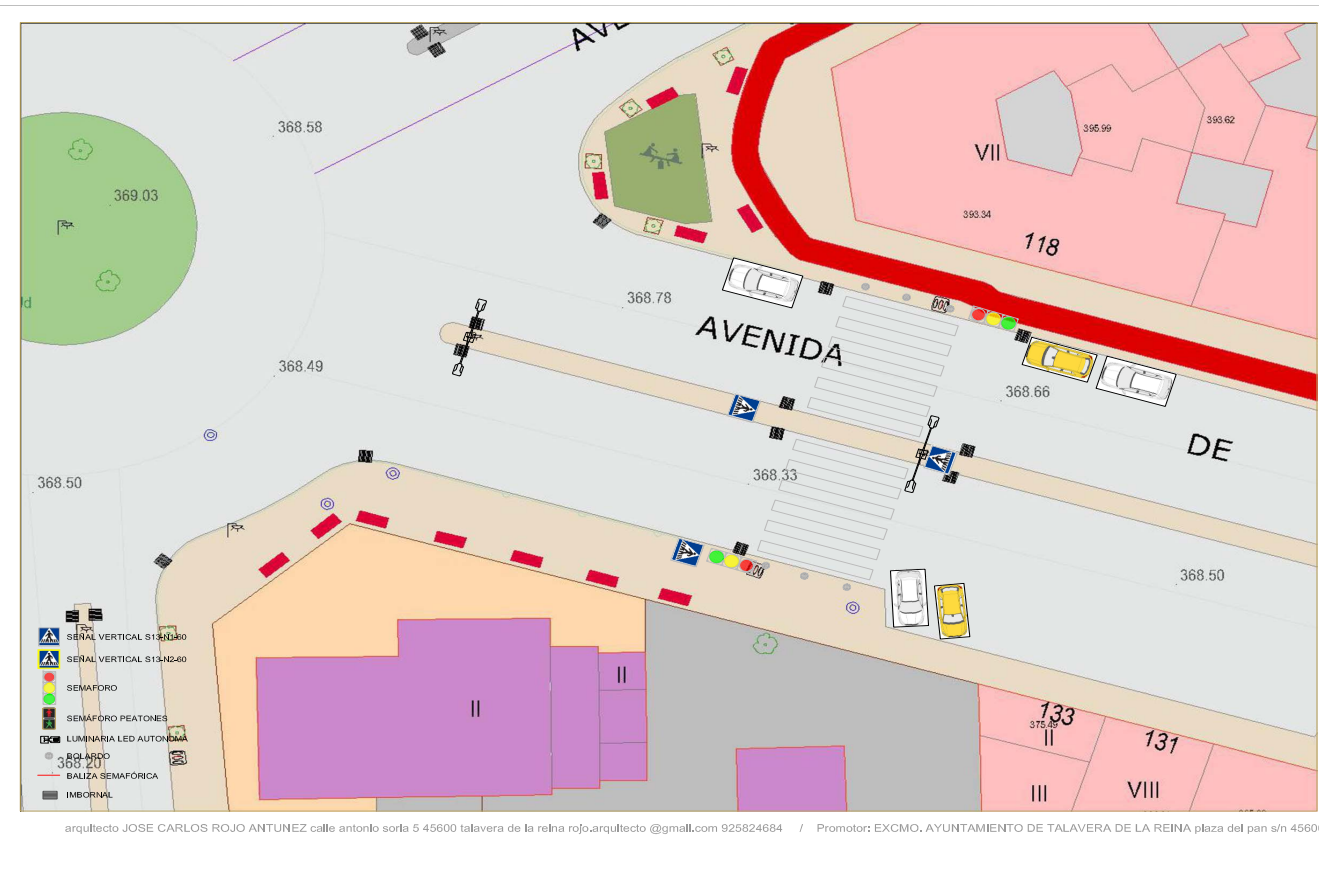 AVE
368.58
395.99
393.62
VII
369.03
393.34
118
368.78
AVENIDA
368.49
368.66
DE
368.33
368.50
368.50
SEÑAL VERTICAL S13-N1-60
SEÑAL VERTICAL S13-N2-60
II
SEMAFORO
II
SEMÁFORO PEATONES
133
375.49
II
131
LUMINARIA LED AUTONOMA
BOLARDO
368.20
BALIZA SEMAFÓRICA
IMBORNAL
III
VIII
arquitecto JOSE CARLOS ROJO ANTUNEZ calle antonio soria 5 45600 talavera de la reina rojo.arquitecto @gmail.com 925824684 / Promotor: EXCMO. AYUNTAMIENTO DE TALAVERA DE LA REINA plaza del pan s/n 4560